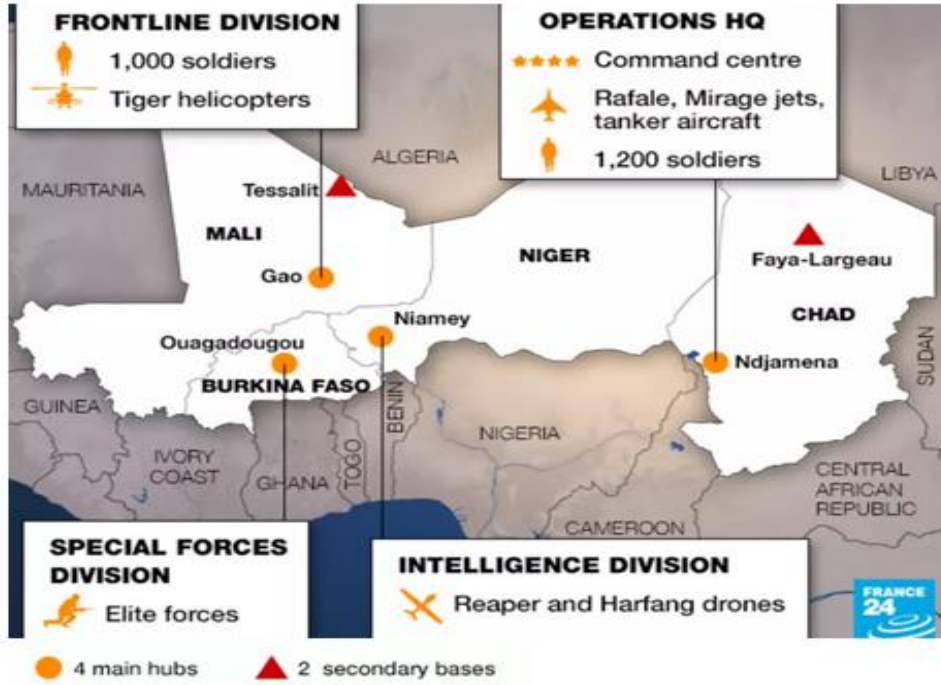 FRONTLINE DIVISION
1,000 soldiers
Tiger helicopters
OPERATIONS HQ
Command centre
Rafale, Mirage jets,
tanker aircraft
1,200 soldiers
ALGERIA
LIBYA
MAURITANIA
Tessalit
MALI
NIGER
Faya-Largeau
Gao
CHAD
Niamey
Ouagadougou
Ndjamena
SUDAN
BURKINA FASO
GUINEA
BENIN
NIGERIA
IVORY
COAST
GHANA
TOGO
CENTRAL
AFRICAN
REPUBLIC
CAMEROON
SPECIAL FORCES
DIVISION
Elite forces
INTELLIGENCE DIVISION
Reaper and Harfang drones
FRANCE
24
4 main hubs
2 secondary bases